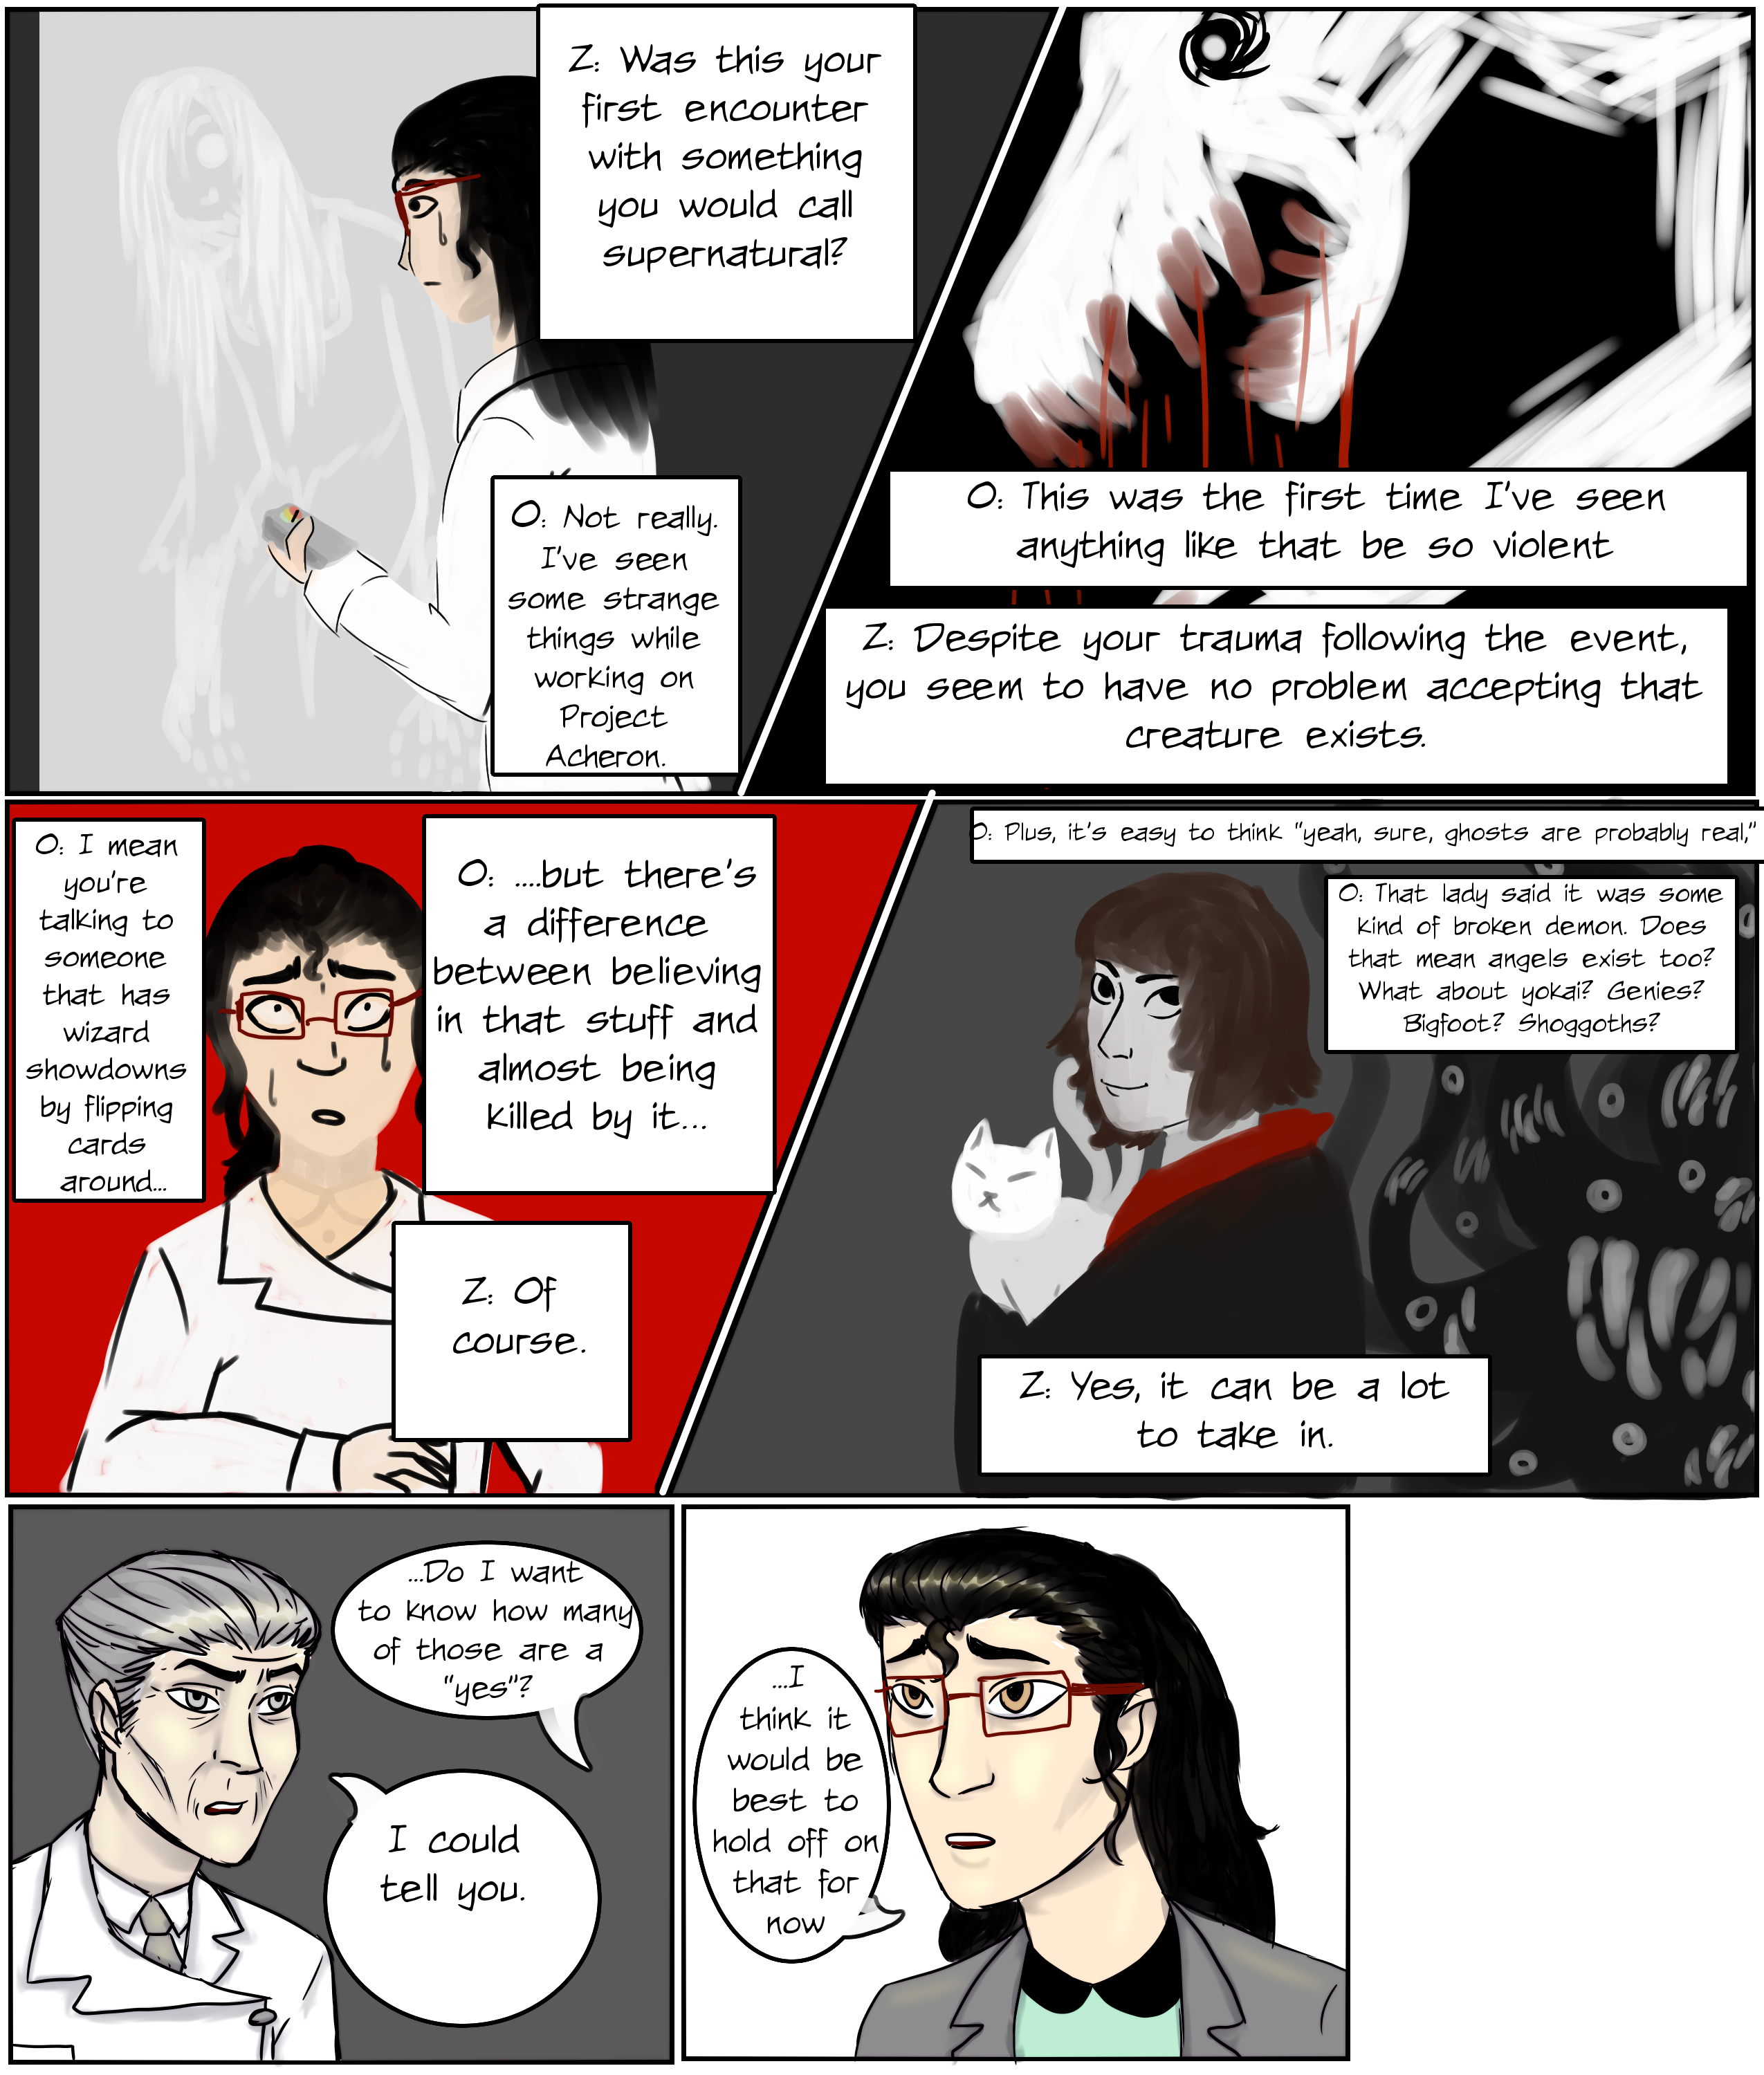 Z: Was this your
first encounter
with something
you would call
supernatural?
O: Not really.
I've seen
some strange
things while
working on
Project
Acheron.
O: This was the first time I've seen
anything like that be so violent
Z: Despite your trauma following the event,
you seem to have no problem accepting that
creature exists.
O: I mean
you're
talking to
someone
that has
wizard
showdowns
by flipping
cards
around...
O: ....but there's
a difference
between believing
in that stuff and
almost being
killed by it...
Z: Of
course.
O: Plus, it's easy to think "yeah, sure, ghosts are probably real,"
O: That lady said it was some
kind of broken demon. Does
that mean angels exist too?
What about yokai? Genies?
Bigfoot? Shoggoths?
Z: Yes, it can be a lot
to take in.
...Do I want
to know how many
of those are a
"yes"?
I could
tell you.
...I
think it
would be
best to
hold off on
that for
now